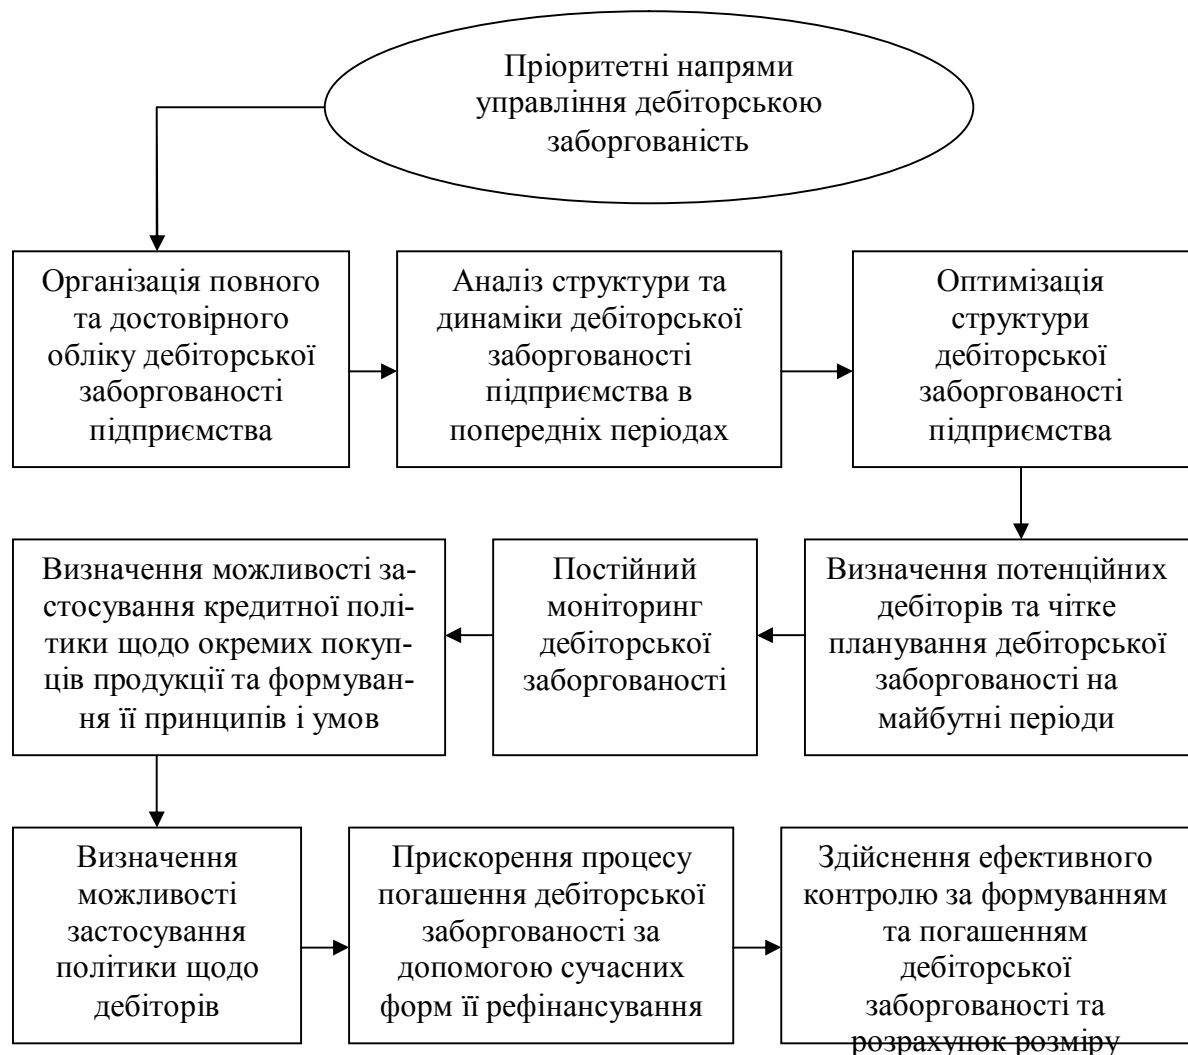 Пріоритетні напрями
управління дебіторською
заборгованість
Організація повного
та достовірного
обліку дебіторської
заборгованості
підприємства
Аналіз структури та
динаміки дебіторської
заборгованості
підприємства в
попередніх періодах
Оптимізація
структури
дебіторської
заборгованості
підприємства
Визначення потенційних
дебіторів та чітке
планування дебіторської
заборгованості на
майбутні періоди
Постійний
моніторинг
дебіторської
заборгованості
Визначення можливості за-
стосування кредитної полі-
тики щодо окремих покуп-
ців продукції та формуван-
ня її принципів і умов
Визначення
можливості
застосування
політики щодо
дебіторів
Прискорення процесу
погашення дебіторської
заборгованості за
допомогою сучасних
форм її рефінансування
Здійснення ефективного
контролю за формуванням
та погашенням
дебіторської
заборгованості та
розрахунок розміру